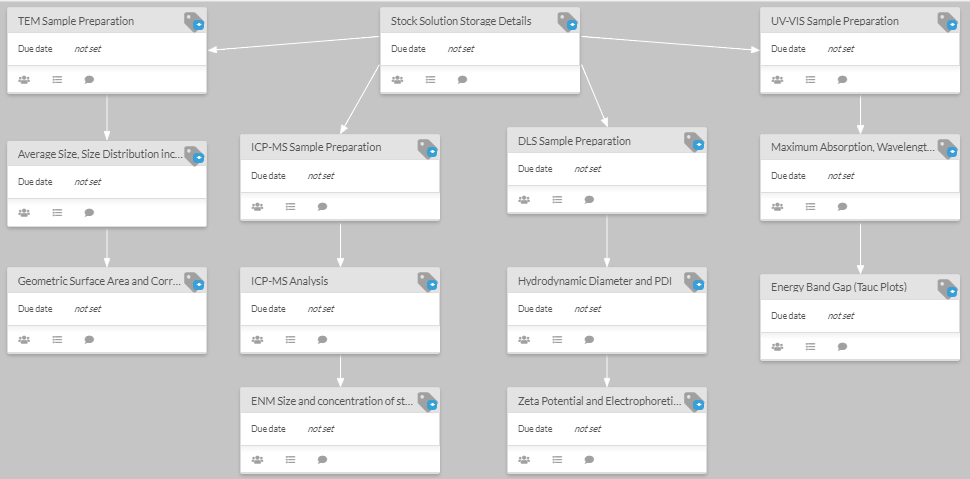 TEM Sample Preparation
Due date not set
Stock Solution Storage Details
Due date not set
UV-VIS Sample Preparation
Due date not set
Average Size, Size Distribution inc...
Due date not set
ICP-MS Sample Preparation
Due date not set
DLS Sample Preparation
Due date not set
Maximum Absorption, Wavelengt...
Due date not set
Geometric Surface Area and Corr...
Due date not set
ICP-MS Analysis
Due date not set
Hydrodynamic Diameter and PDI
Due date not set
Energy Band Gap (Tauc Plots)
Due date not set
ENM Size and concentration of st...
Due date not set
Zeta Potential and Electrophoreti...
Due date not set